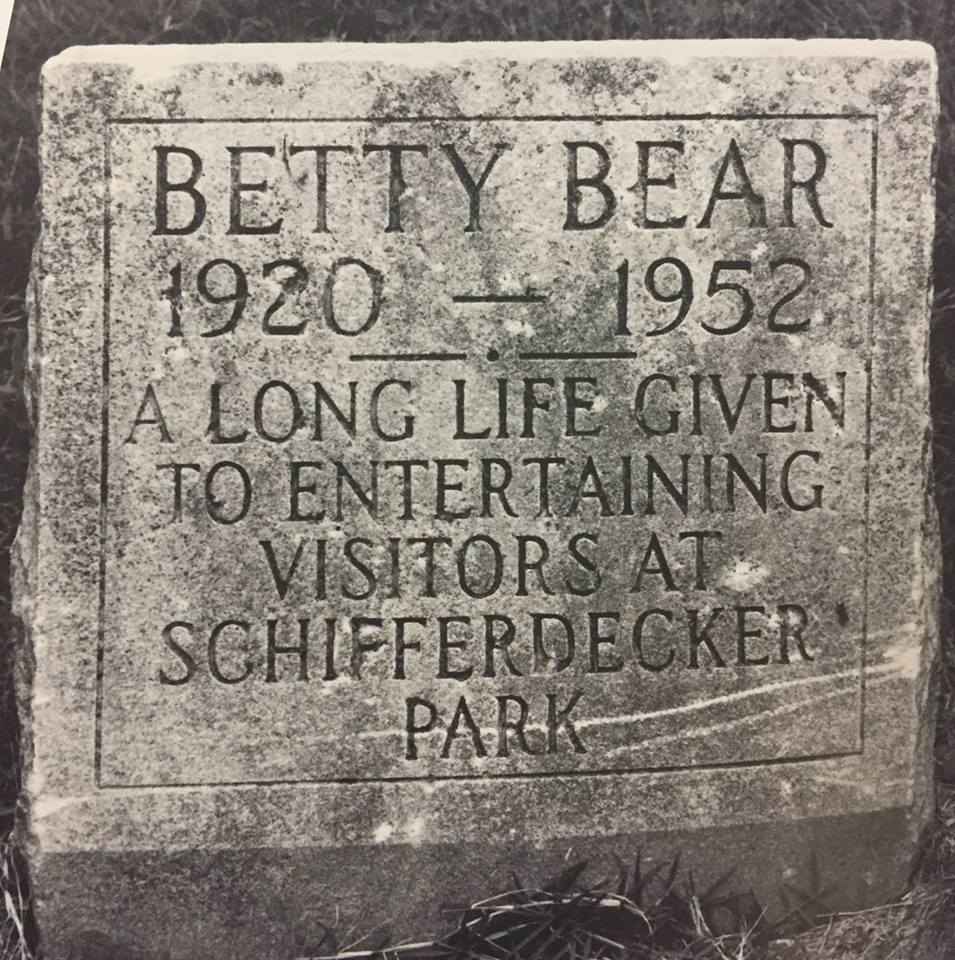 BETTY BEAR
1920 — 1952
A LONG LIFE GIVEN
TO ENTERTAINING
VISITORS AT
SCHIFFERDECKER
PARK